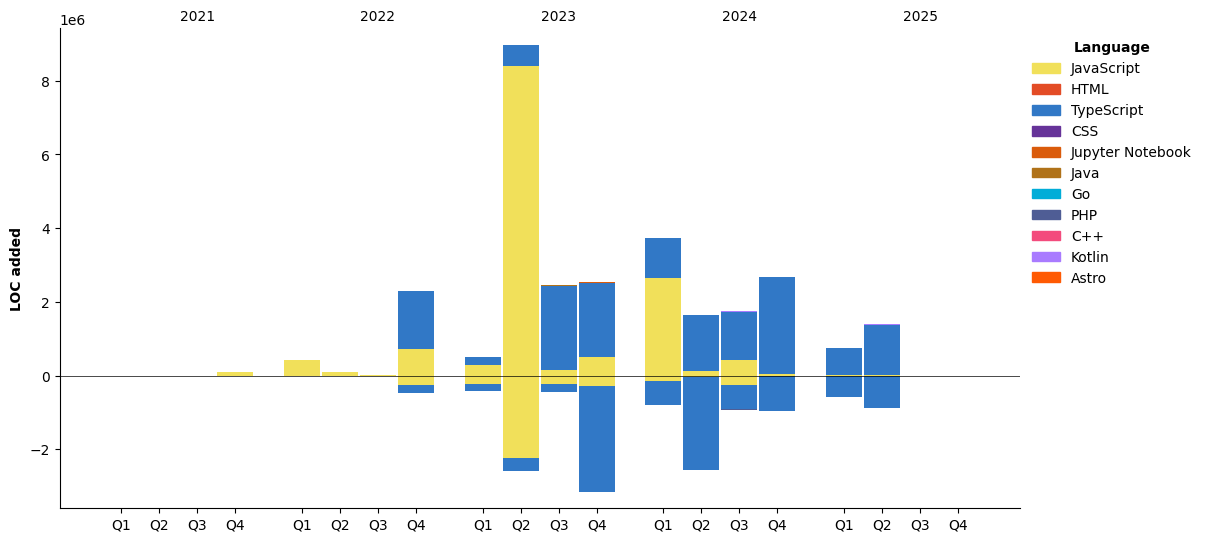 1e6
2021 2022 2023 2024 2025
LOC added
8
6
4
2
0
−2
Q1 Q2 Q3 Q4 Q1 Q2 Q3 Q4 Q1 Q2 Q3 Q4 Q1 Q2 Q3 Q4 Q1 Q2 Q3 Q4
Language
JavaScript
HTML
TypeScript
CSS
Jupyter Notebook
Java
Go
PHP
C++
Kotlin
Astro